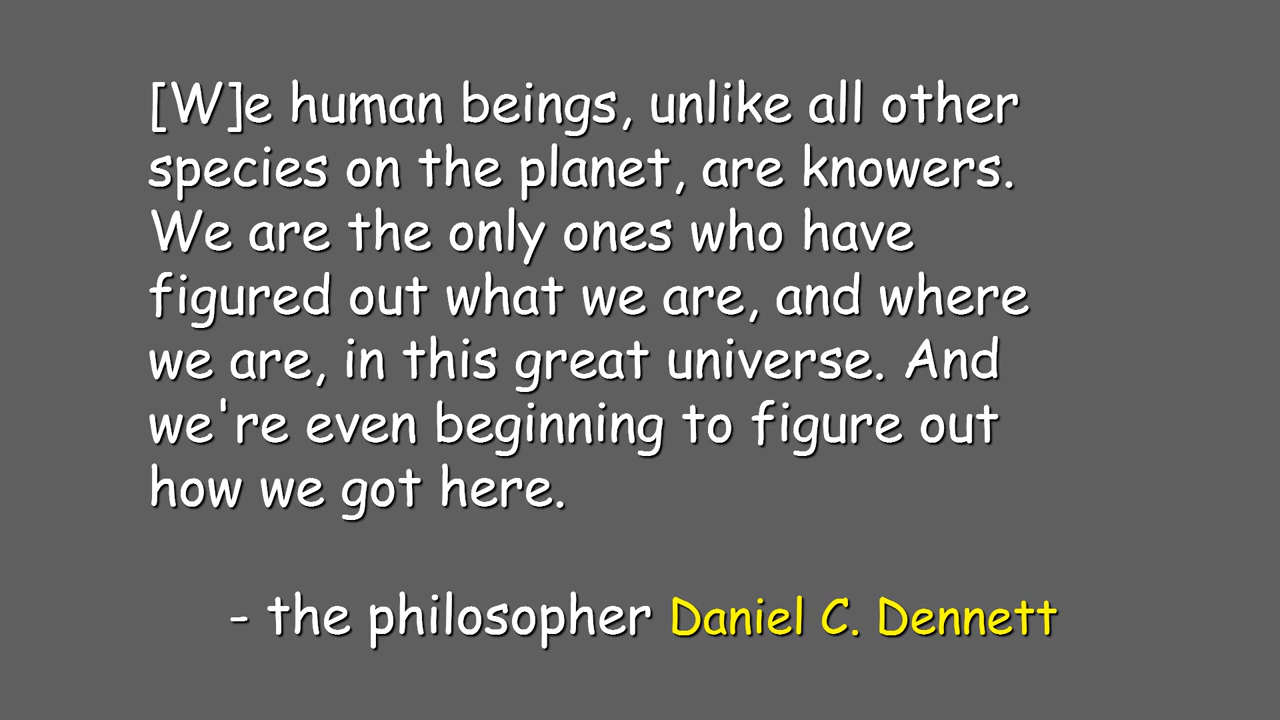 [W]e human beings, unlike all other
species on the planet, are knowers.
We are the only ones who have
figured out what we are, and where
we are, in this great universe. And
we're even beginning to figure out
how we got here.
- the philosopher Daniel C. Dennett